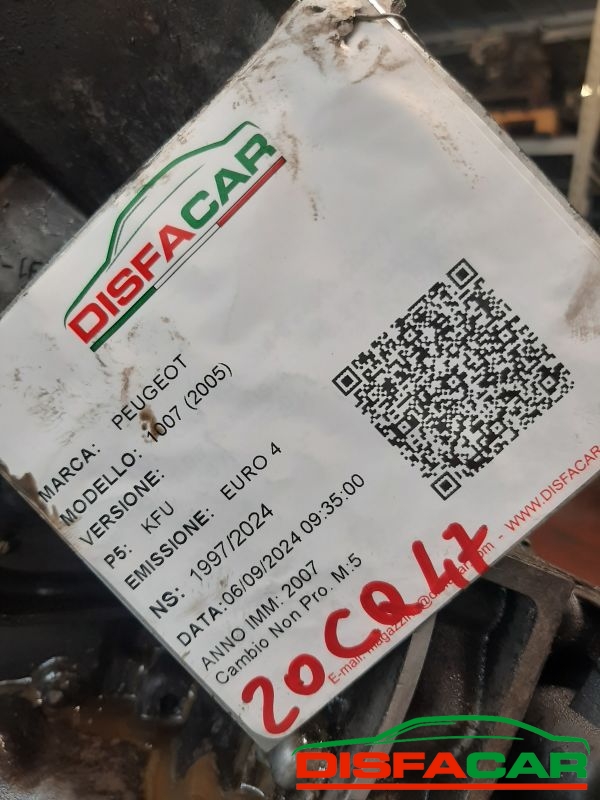 DISFACAR
MARCA: PEUGEOT
MODELLO: 1007 (2005)
VERSIONE:
P5: KFU
EMISSIONE: EURO 4
NS: 1997/2024
DATA:06/09/2024 09:35:00
ANNO IMM: 2007
Cambio Non Pro. M:5
20CQ47
E-mail: - WWW.DISFACAR
DISFACAR